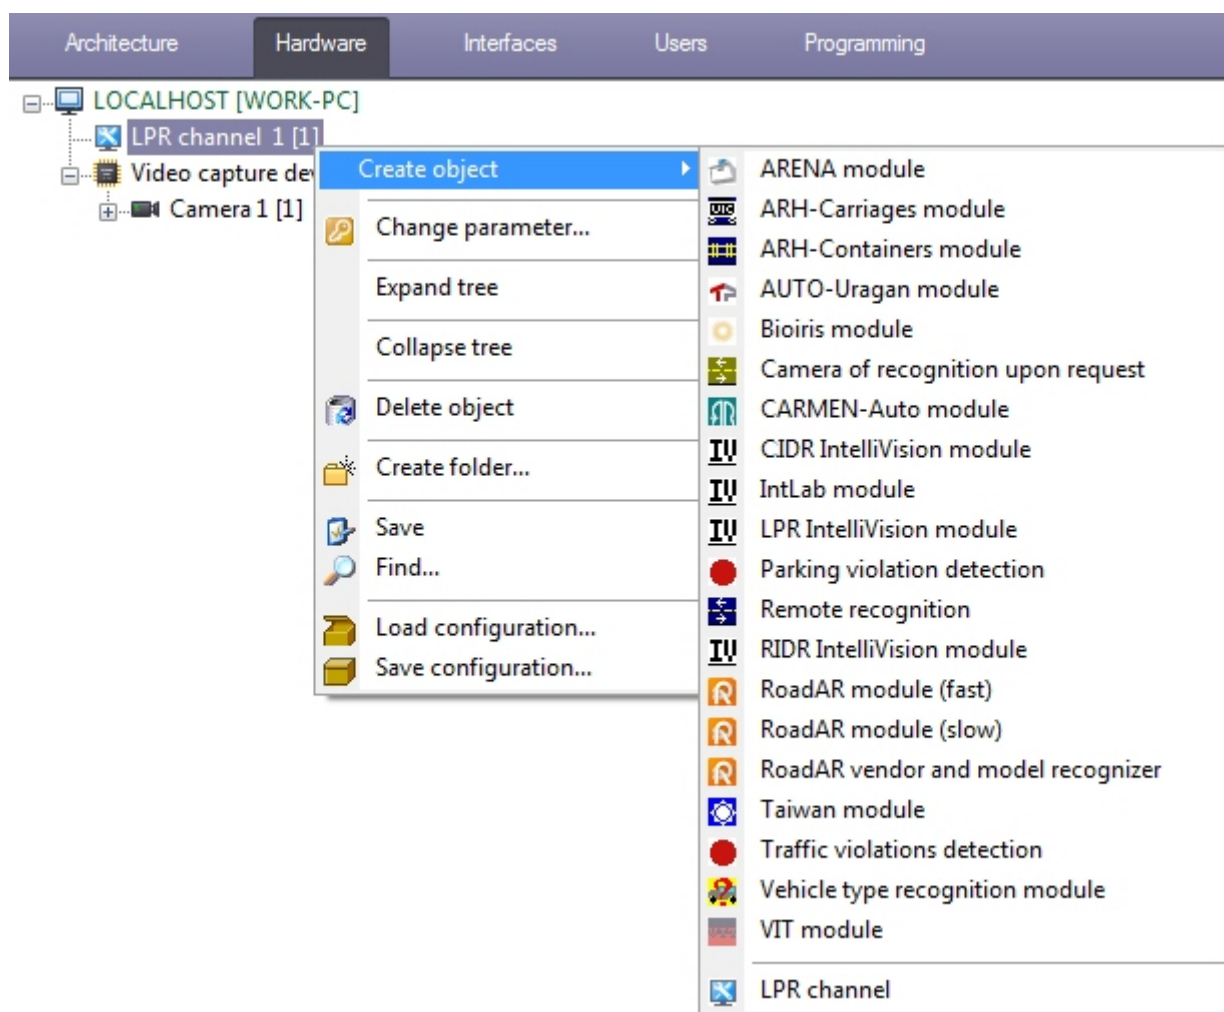 Architecture Hardware Interfaces Users Programming
LOCALHOST [WORK-PC]
LPR channel 1 [1]
Video capture dev
Camera 1 [1]
Create object
Change parameter...
Expand tree
Collapse tree
Delete object
Create folder...
Save
Find...
Load configuration...
Save configuration...
ARENA module
ARH-Carriages module
ARH-Containers module
AUTO-Uragan module
Bioiris module
Camera of recognition upon request
CARMEN-Auto module
IV CIDR IntelliVision module
IV IntLab module
IV LPR IntelliVision module
Parking violation detection
Remote recognition
IV RIDR IntelliVision module
RoadAR module (fast)
RoadAR module (slow)
RoadAR vendor and model recognizer
Taiwan module
Traffic violations detection
Vehicle type recognition module
VIT module
LPR channel